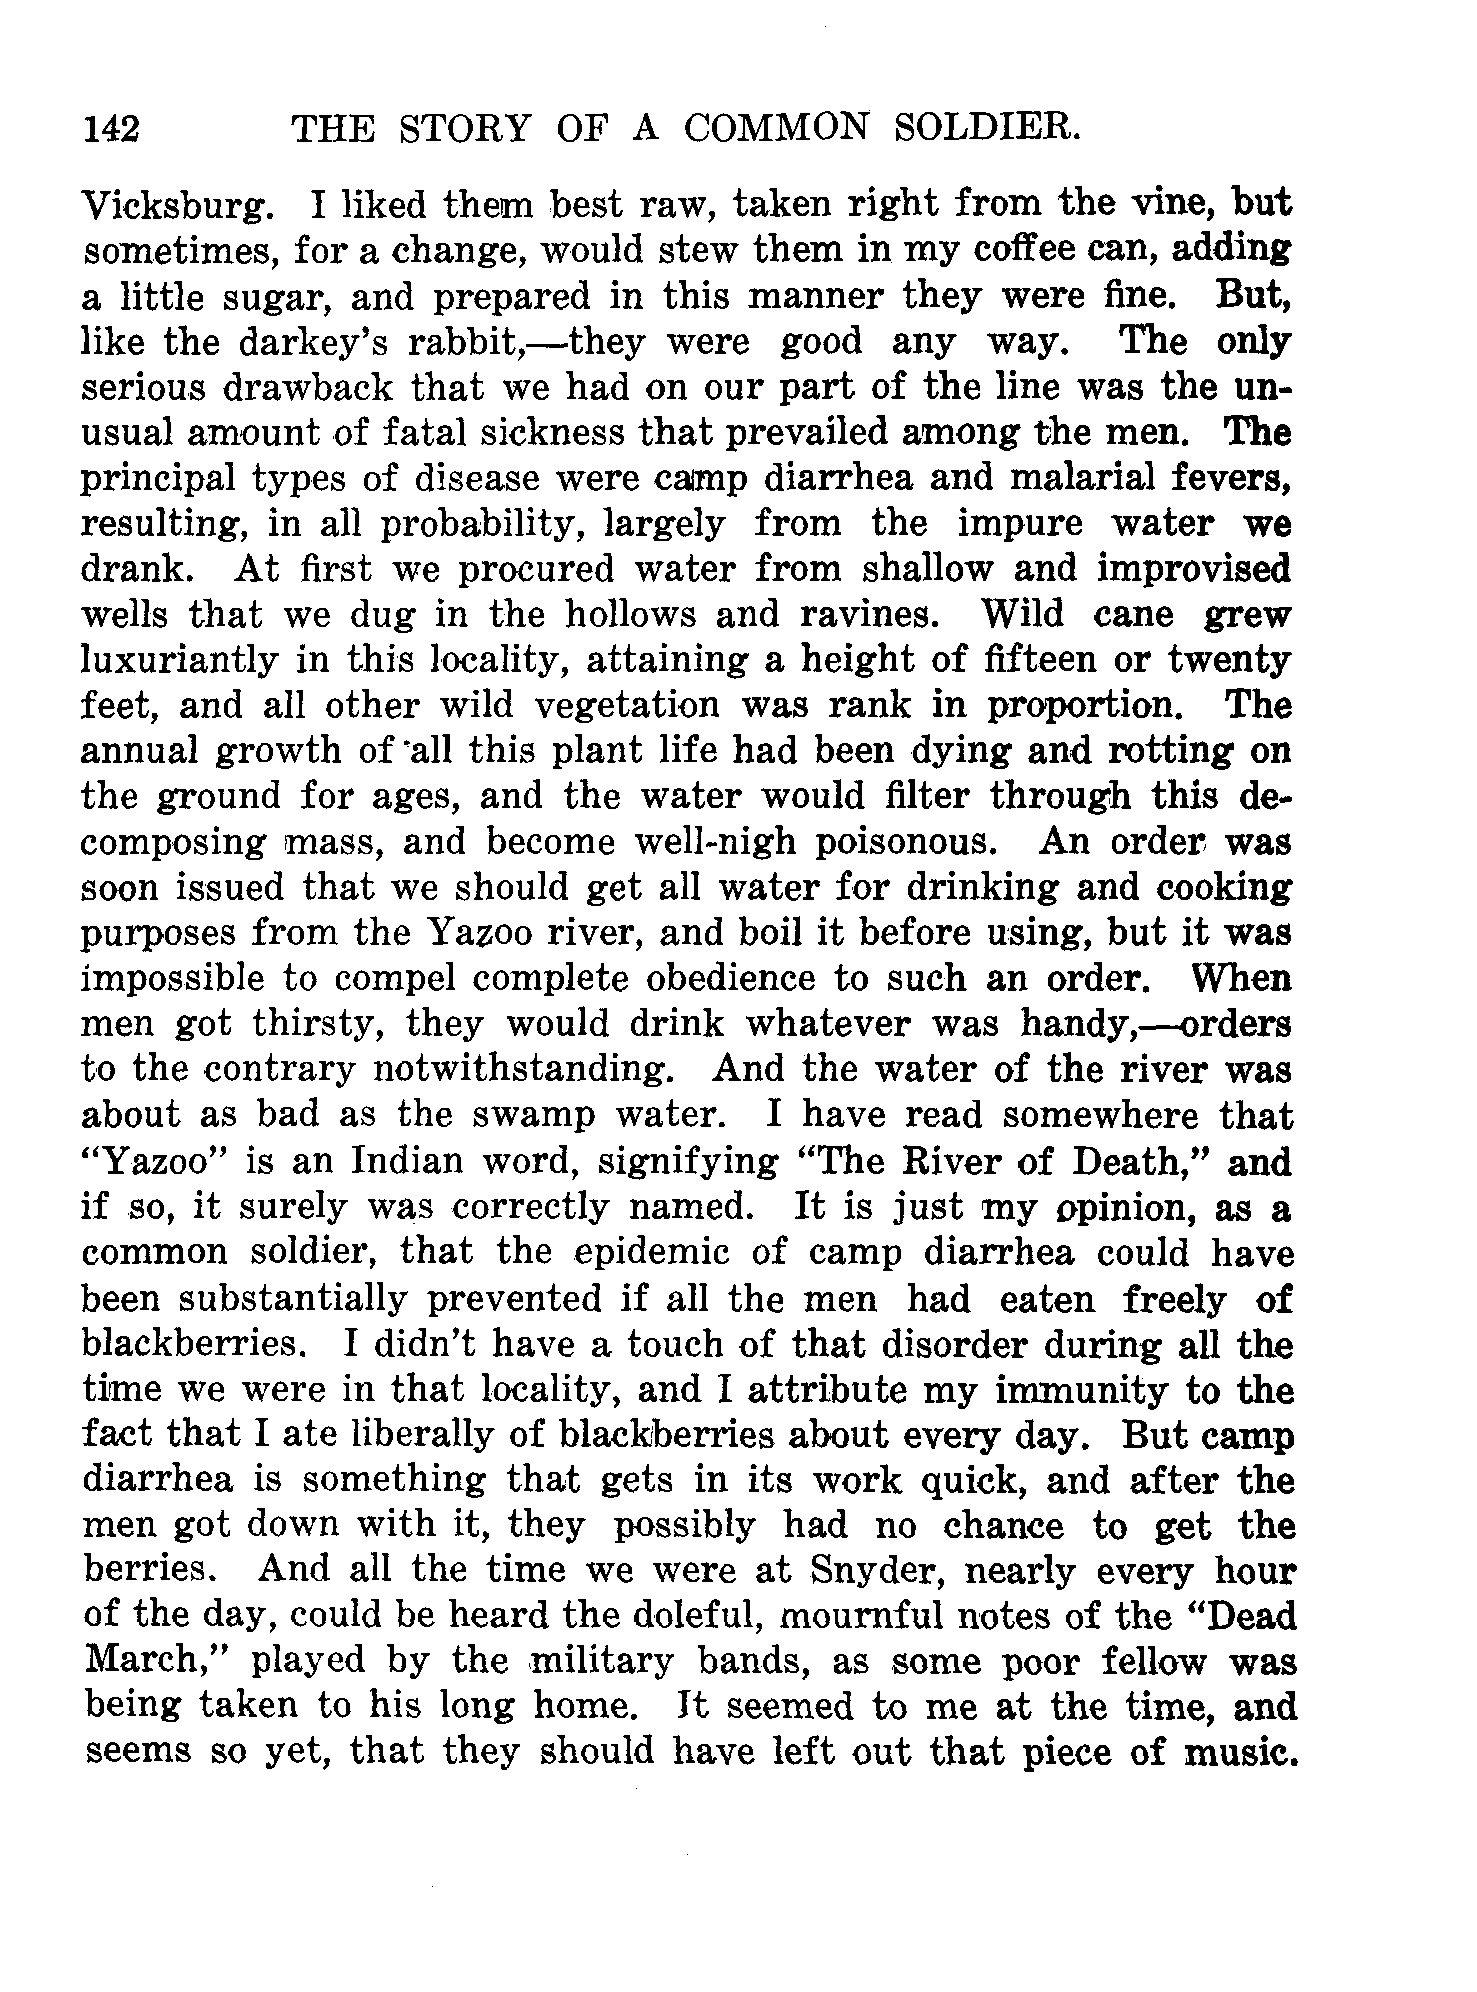 142 THE STORY OF A COMMON SOLDIER.
Vicksburg. I liked them best raw, taken right from the vine, but
sometimes, for a change, would stew them in my coffee can, adding
a little sugar, and prepared in this manner they were fine. But,
like the darkey's rabbit,—they were good any way. The only
serious drawback that we had on our part of the line was the un-
usual amount of fatal sickness that prevailed among the men. The
principal types of disease were camp diarrhea and malarial fevers,
resulting, in all probability, largely from the impure water we
drank. At first we procured water from shallow and improvised
wells that we dug in the hollows and ravines. Wild cane grew
luxuriantly in this locality, attaining a height of fifteen or twenty
feet, and all other wild vegetation was rank in proportion. The
annual growth of all this plant life had been dying and rotting on
the ground for ages, and the water would filter through this de-
composing mass, and become well-nigh poisonous. An order was
soon issued that we should get all water for drinking and cooking
purposes from the Yazoo river, and boil it before using, but it was
impossible to compel complete obedience to such an order. When
men got thirsty, they would drink whatever was handy,—orders
to the contrary notwithstanding. And the water of the river was
about as bad as the swamp water. I have read somewhere that
“Yazoo” is an Indian word, signifying “The River of Death,” and
if so, it surely was correctly named. It is just my opinion, as a
common soldier, that the epidemic of camp diarrhea could have
been substantially prevented if all the men had eaten freely of
blackberries. I didn't have a touch of that disorder during all the
time we were in that locality, and I attribute my immunity to the
fact that I ate liberally of blackberries about every day. But camp
diarrhea is something that gets in its work quick, and after the
men got down with it, they possibly had no chance to get the
berries. And all the time we were at Snyder, nearly every hour
of the day, could be heard the doleful, mournful notes of the “Dead
March,” played by the military bands, as some poor fellow was
being taken to his long home. It seemed to me at the time, and
seems so yet, that they should have left out that piece of music.